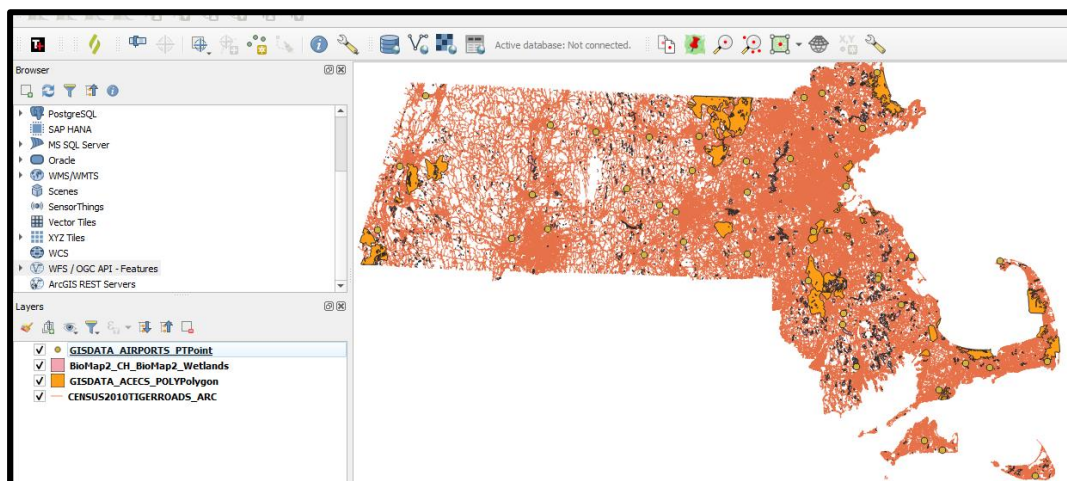 Active database: Not connected.
X,Y
Browser
PostgreSQL
SAP HANA
MS SQL Server
Oracle
WMS/WMTS
Scenes
SensorThings
Vector Tiles
XYZ Tiles
WCS
WFS / OGC API - Features
ArcGIS REST Servers
Layers
GISDATA_AIRPORTS_PTPoint
BioMap2_CH_BioMap2_Wetlands
GISDATA_ACECS_POLYPolygon
CENSUS2010TIGERROADS_ARC